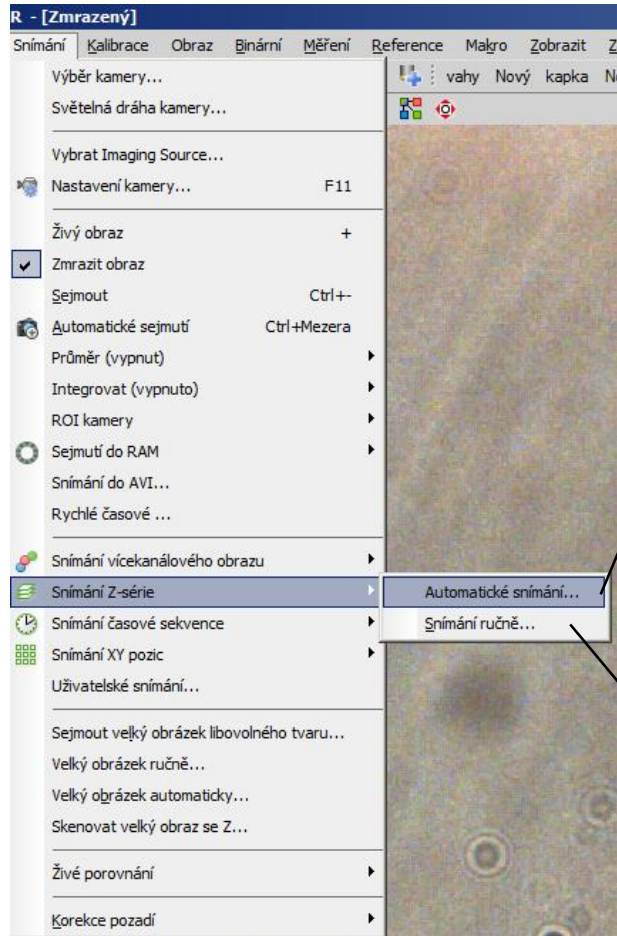 R - [Zmrazený]
Snímání Kalibrace Obraz Binární Měření Reference Makro Zobrazit Z
vahy Nový kapka N
Výběr kamery...
Světelná dráha kamery...
Vybrat Imaging Source...
Nastavení kamery... F11
Živý obraz +
Zmrazit obraz
Sejmout Ctrl+-
Automatické sejmutí Ctrl+Mezera
Průměr (vypnut)
Integrovat (vypnuto)
ROI kamery
Sejmutí do RAM
Snímání do AVI...
Rychlé časové ...
Snímání vícekanálového obrazu
Snímání Z-série
Automatické snímání...
Snímání ručně...
Snímání časové sekvence
Snímání XY pozic
Uživatelské snímání...
Sejmout velký obrázek libovolného tvaru...
Velký obrázek ručně...
Velký obrázek automaticky...
Skenovat velký obraz se Z...
Živé porovnání
Korekce pozadí